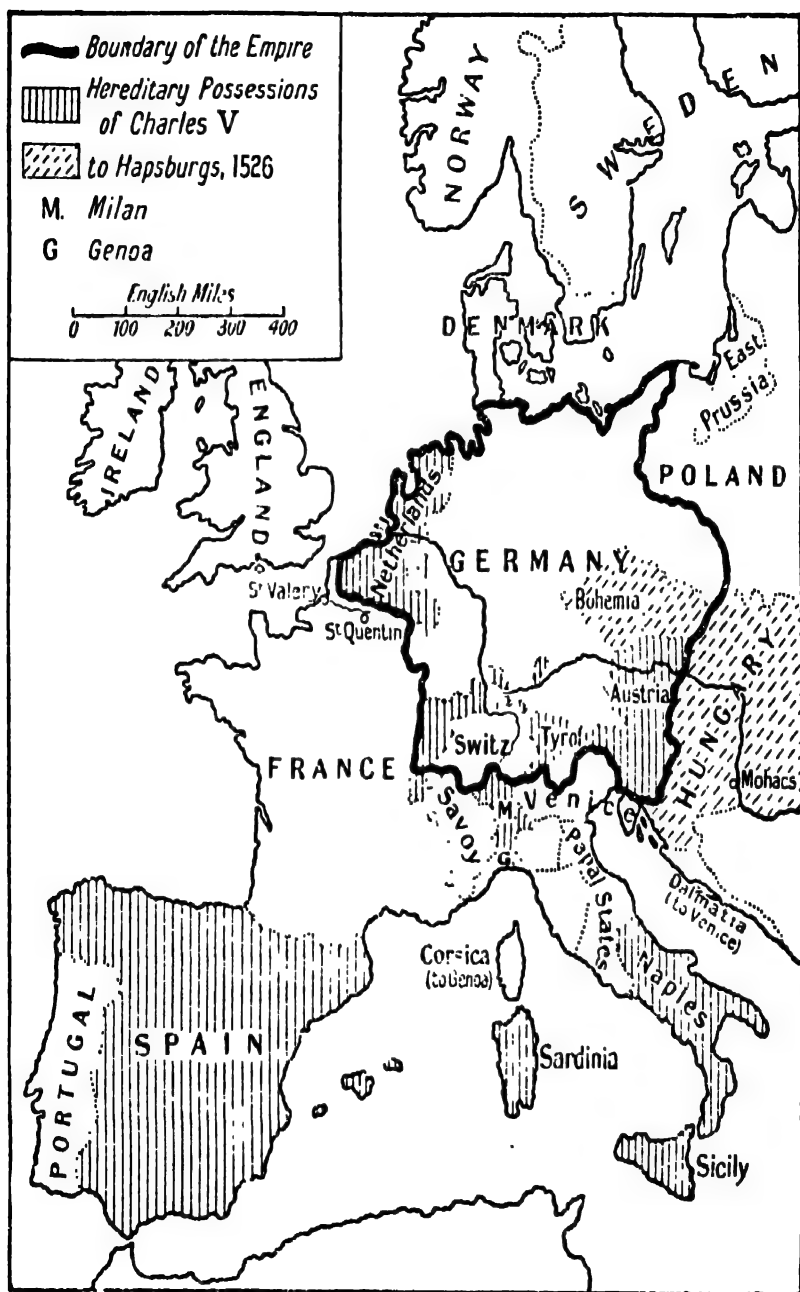 Boundary of the Empire
Hereditary Possessions
of Charles V
to Hapsburgs, 1526
M. Milan
G Genoa
English Miles
0 100 200 300 400
NORWAY
SWEDEN
DENMARK
East
Prussia
IRELAND
ENGLAND
POLAND
Netherlands
GERMANY
St Valery
St Quentin
Bohemia
HUNGARY
Austria
Switz
Tyrol
FRANCE
Mohacs
Savoy
M
Venice
G
Papal States
Dalmatia
(to Venice)
Corsica
(to Genoa)
Naples
PORTUGAL
SPAIN
Sardinia
Sicily